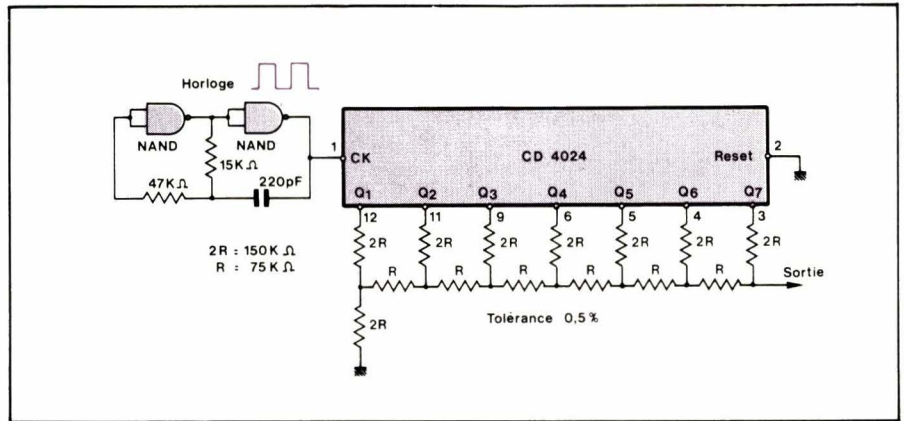 Horloge
NAND
NAND
15KΩ
47KΩ
220pF
2R : 150KΩ
R : 75KΩ
1
CK
CD 4024
Reset
2
Q1
Q2
Q3
Q4
Q5
Q6
Q7
12
11
9
6
5
4
3
2R
2R
2R
2R
2R
2R
2R
R
R
R
R
R
R
Sortie
2R
Tolérance 0,5 %